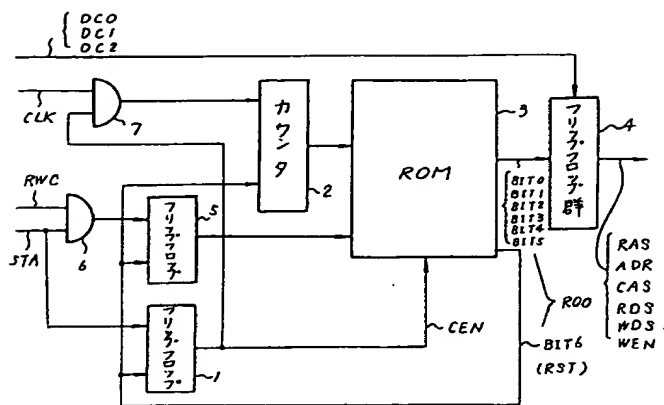 DC0
DC1
DC2
CLK
7
カウンタ
2
ROM
3
フリップフロップ群
4
BIT0
BIT1
BIT2
BIT3
BIT4
BIT5
ROO
BIT6
(RST)
RAS
ADR
CAS
RDS
WDS
WEN
RWC
STA
6
フリップフロップ
5
フリップフロップ
1
CEN